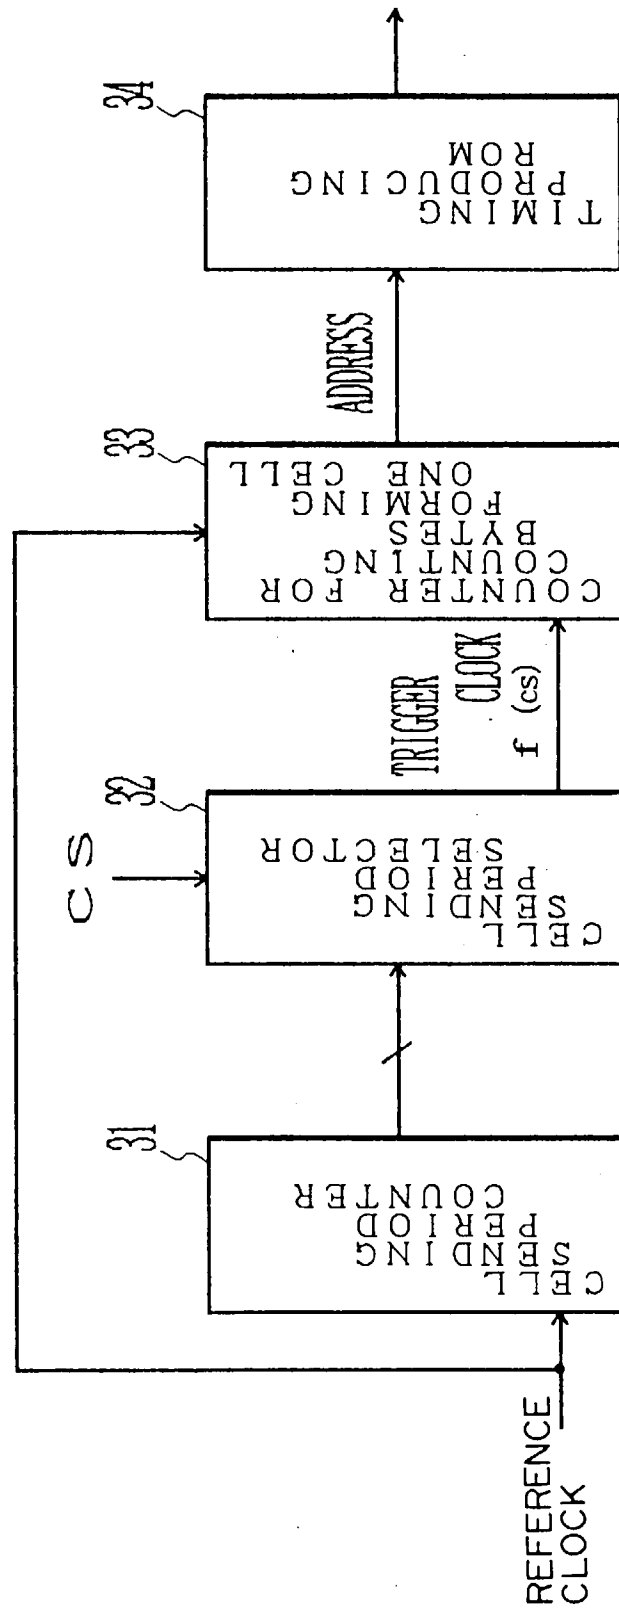 REFERENCE
CLOCK
31
CELL
SENDING
PERIOD
COUNTER
CS
32
CELL
SENDING
PERIOD
SELECTOR
TRIGGER
CLOCK
f (cs)
33
COUNTER FOR
COUNTING
BYTES
FORMING
ONE CELL
ADDRESS
34
TIMING
PRODUCING
ROM